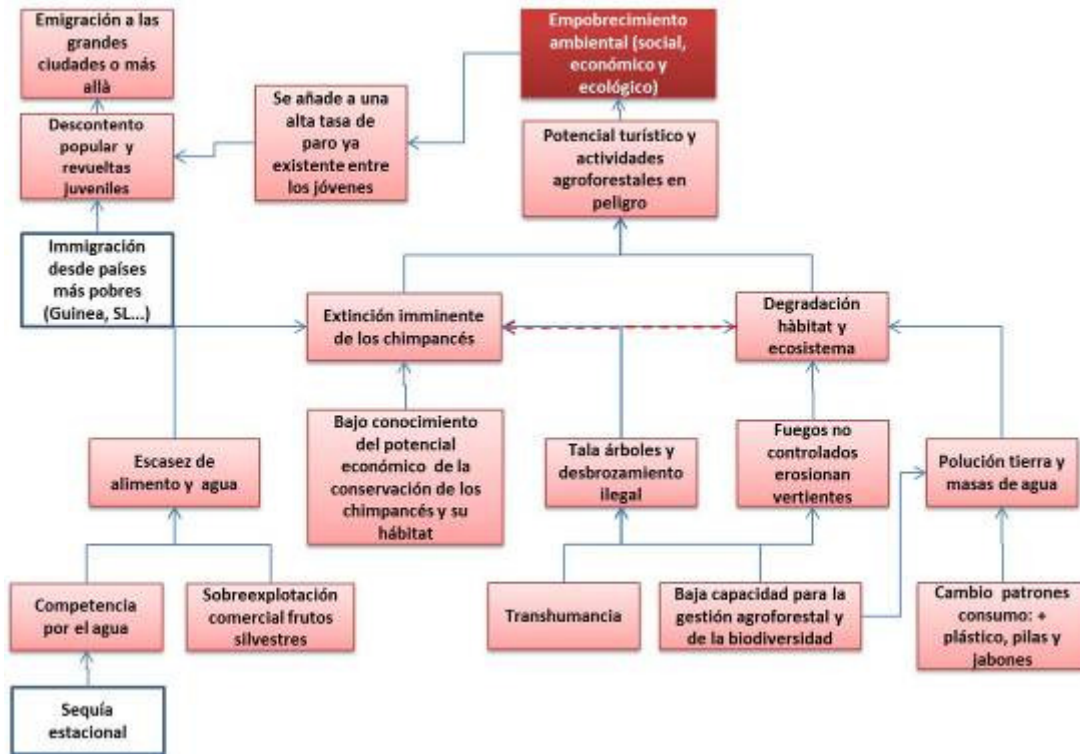 Emigración a las
grandes
ciudades o más
allà
Empobrecimiento
ambiental (social,
económico y
ecológico)
Se añade a una
alta tasa de
paro ya
existente entre
los jóvenes
Descontento
popular y
revueltas
juveniles
Potencial turístico y
actividades
agroforestales en
peligro
Immigración
desde países
más pobres
(Guinea, SL...)
Extinción imminente
de los chimpancés
Degradación
hàbitat y
ecosistema
Escasez de
alimento y agua
Bajo conocimiento
del potencial
económico de la
conservación de los
chimpancés y su
hábitat
Tala árboles y
desbrozamiento
ilegal
Fuegos no
controlados
erosionan
vertientes
Polución tierra y
masas de agua
Competencia
por el agua
Sobreexplotación
comercial frutos
silvestres
Transhumancia
Baja capacidad para la
gestión agroforestal y
de la biodiversidad
Cambio patrones
consumo: +
plástico, pilas y
jabones
Sequía
estacional